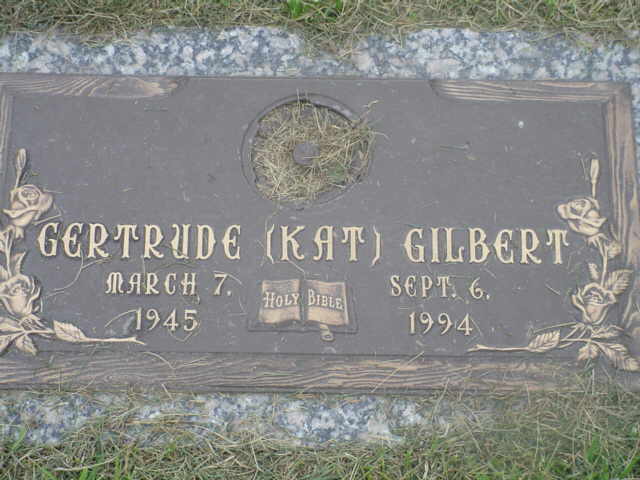 GERTRUDE (KAT) GILBERT
MARCH 7, HOLY BIBLE SEPT. 6,
1945 1994